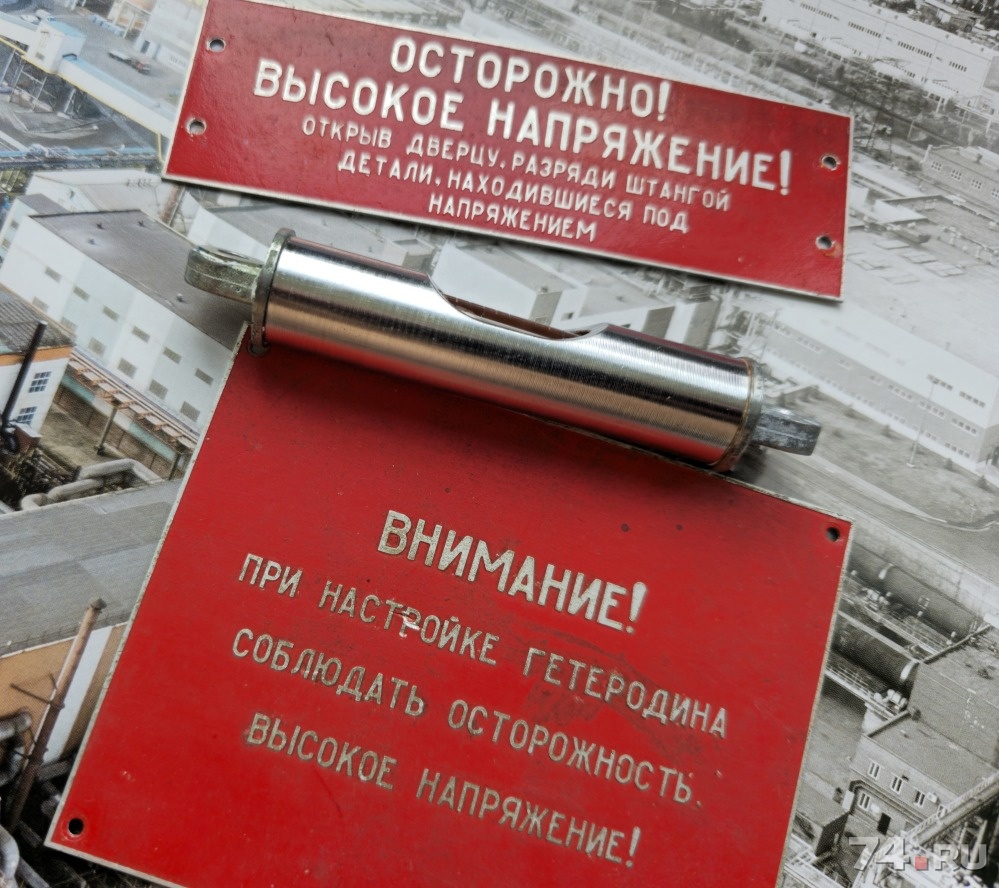 ОСТОРОЖНО!
ВЫСОКОЕ НАПРЯЖЕНИЕ!
ОТКРЫВ ДВЕРЦУ, РАЗРЯДИ ШТАНГОЙ
ДЕТАЛИ, НАХОДИВШИЕСЯ ПОД
НАПРЯЖЕНИЕМ
ВНИМАНИЕ!
ПРИ НАСТРОЙКЕ ГЕТЕРОДИНА
СОБЛЮДАТЬ ОСТОРОЖНОСТЬ.
ВЫСОКОЕ НАПРЯЖЕНИЕ!
74.RU